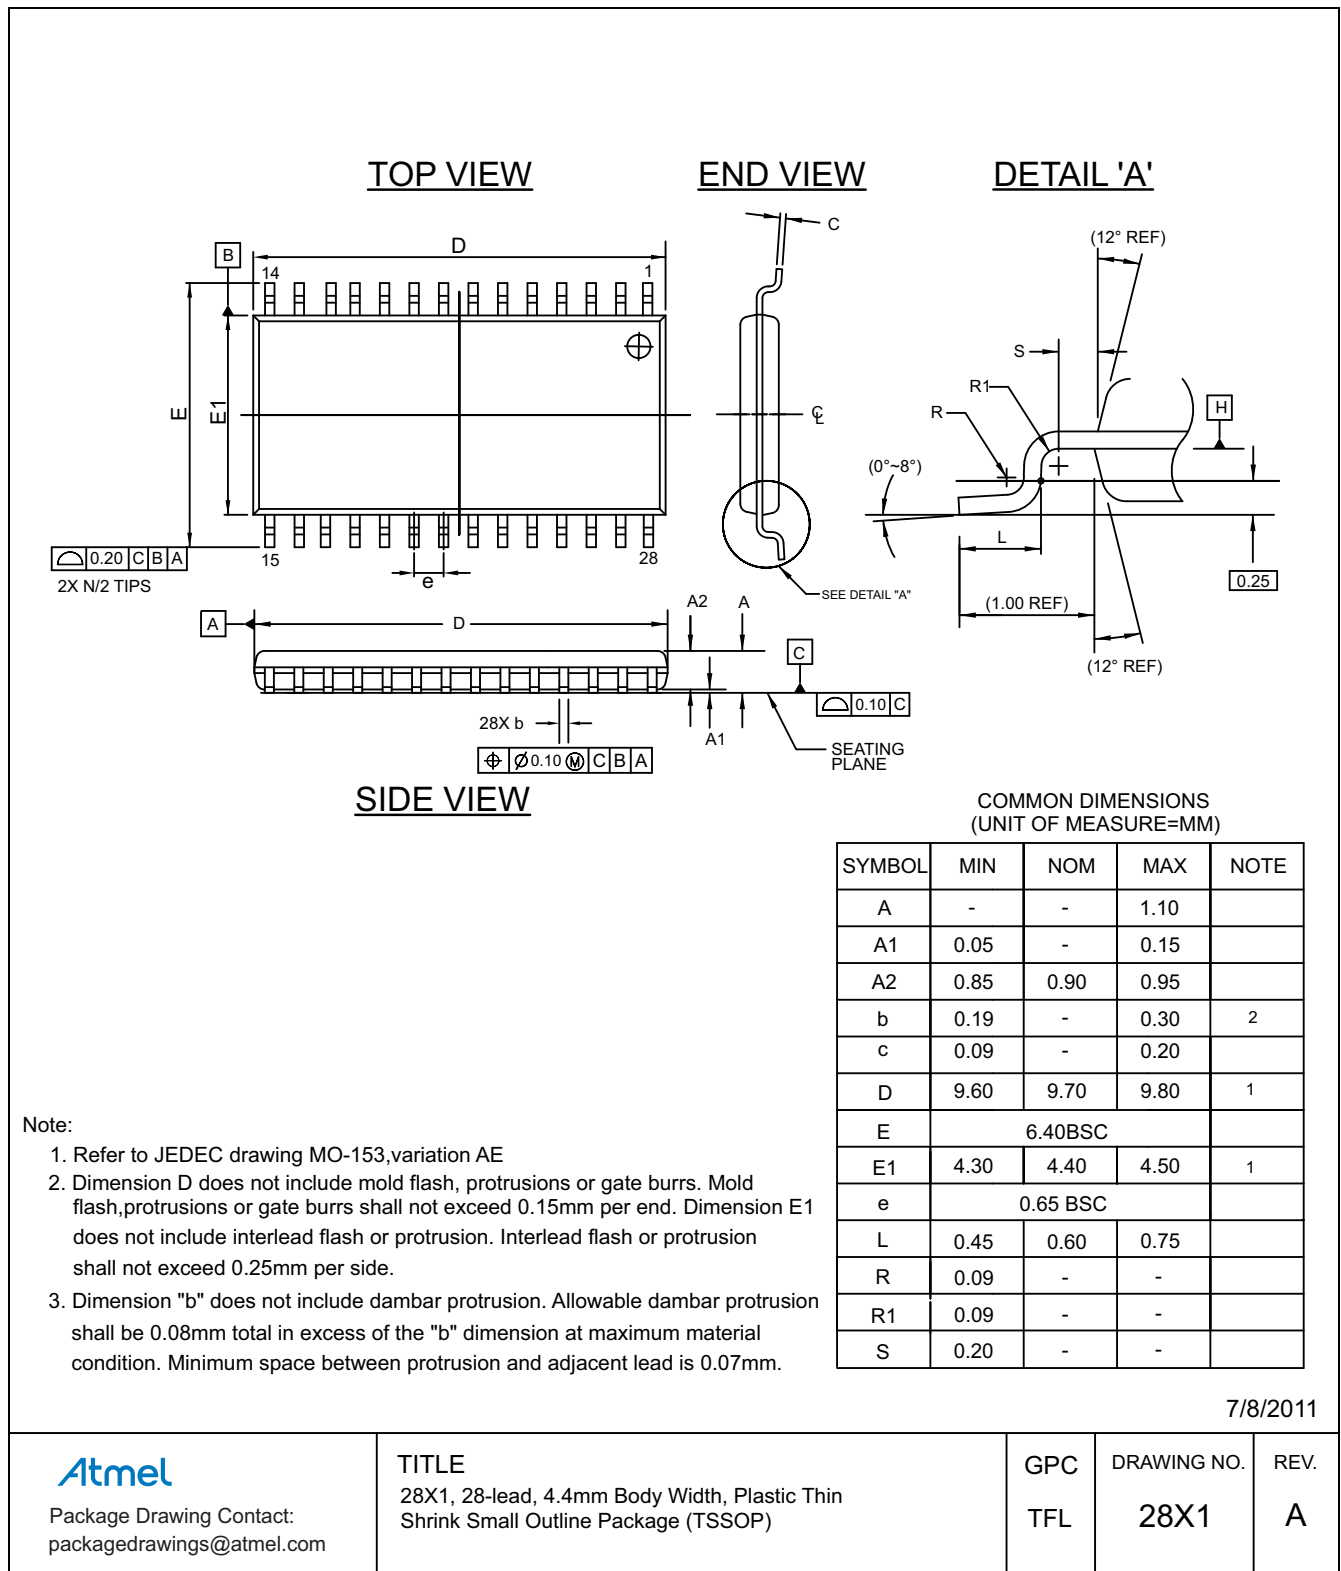 TOP VIEW
END VIEW
DETAIL 'A'
C
(12° REF)
B
D
14
1
S
R1
R
H
E
E1
C L
(0°~8°)
L
0.20 C B A
2X N/2 TIPS
15
28
e
SEE DETAIL "A"
0.25
(1.00 REF)
(12° REF)
A
D
A2
A
C
0.10 C
28X b
A1
SEATING
PLANE
Ø0.10 M C B A
SIDE VIEW
COMMON DIMENSIONS
(UNIT OF MEASURE=MM)
SYMBOL MIN NOM MAX NOTE
A - - 1.10
A1 0.05 - 0.15
A2 0.85 0.90 0.95
b 0.19 - 0.30 2
c 0.09 - 0.20
D 9.60 9.70 9.80 1
E 6.40BSC
E1 4.30 4.40 4.50 1
e 0.65 BSC
L 0.45 0.60 0.75
R 0.09 - -
R1 0.09 - -
S 0.20 - -
Note:
1. Refer to JEDEC drawing MO-153,variation AE
2. Dimension D does not include mold flash, protrusions or gate burrs. Mold
flash,protrusions or gate burrs shall not exceed 0.15mm per end. Dimension E1
does not include interlead flash or protrusion. Interlead flash or protrusion
shall not exceed 0.25mm per side.
3. Dimension "b" does not include dambar protrusion. Allowable dambar protrusion
shall be 0.08mm total in excess of the "b" dimension at maximum material
condition. Minimum space between protrusion and adjacent lead is 0.07mm.
7/8/2011
Atmel
Package Drawing Contact:
packagedrawings@atmel.com
TITLE
28X1, 28-lead, 4.4mm Body Width, Plastic Thin
Shrink Small Outline Package (TSSOP)
GPC
TFL
DRAWING NO.
28X1
REV.
A